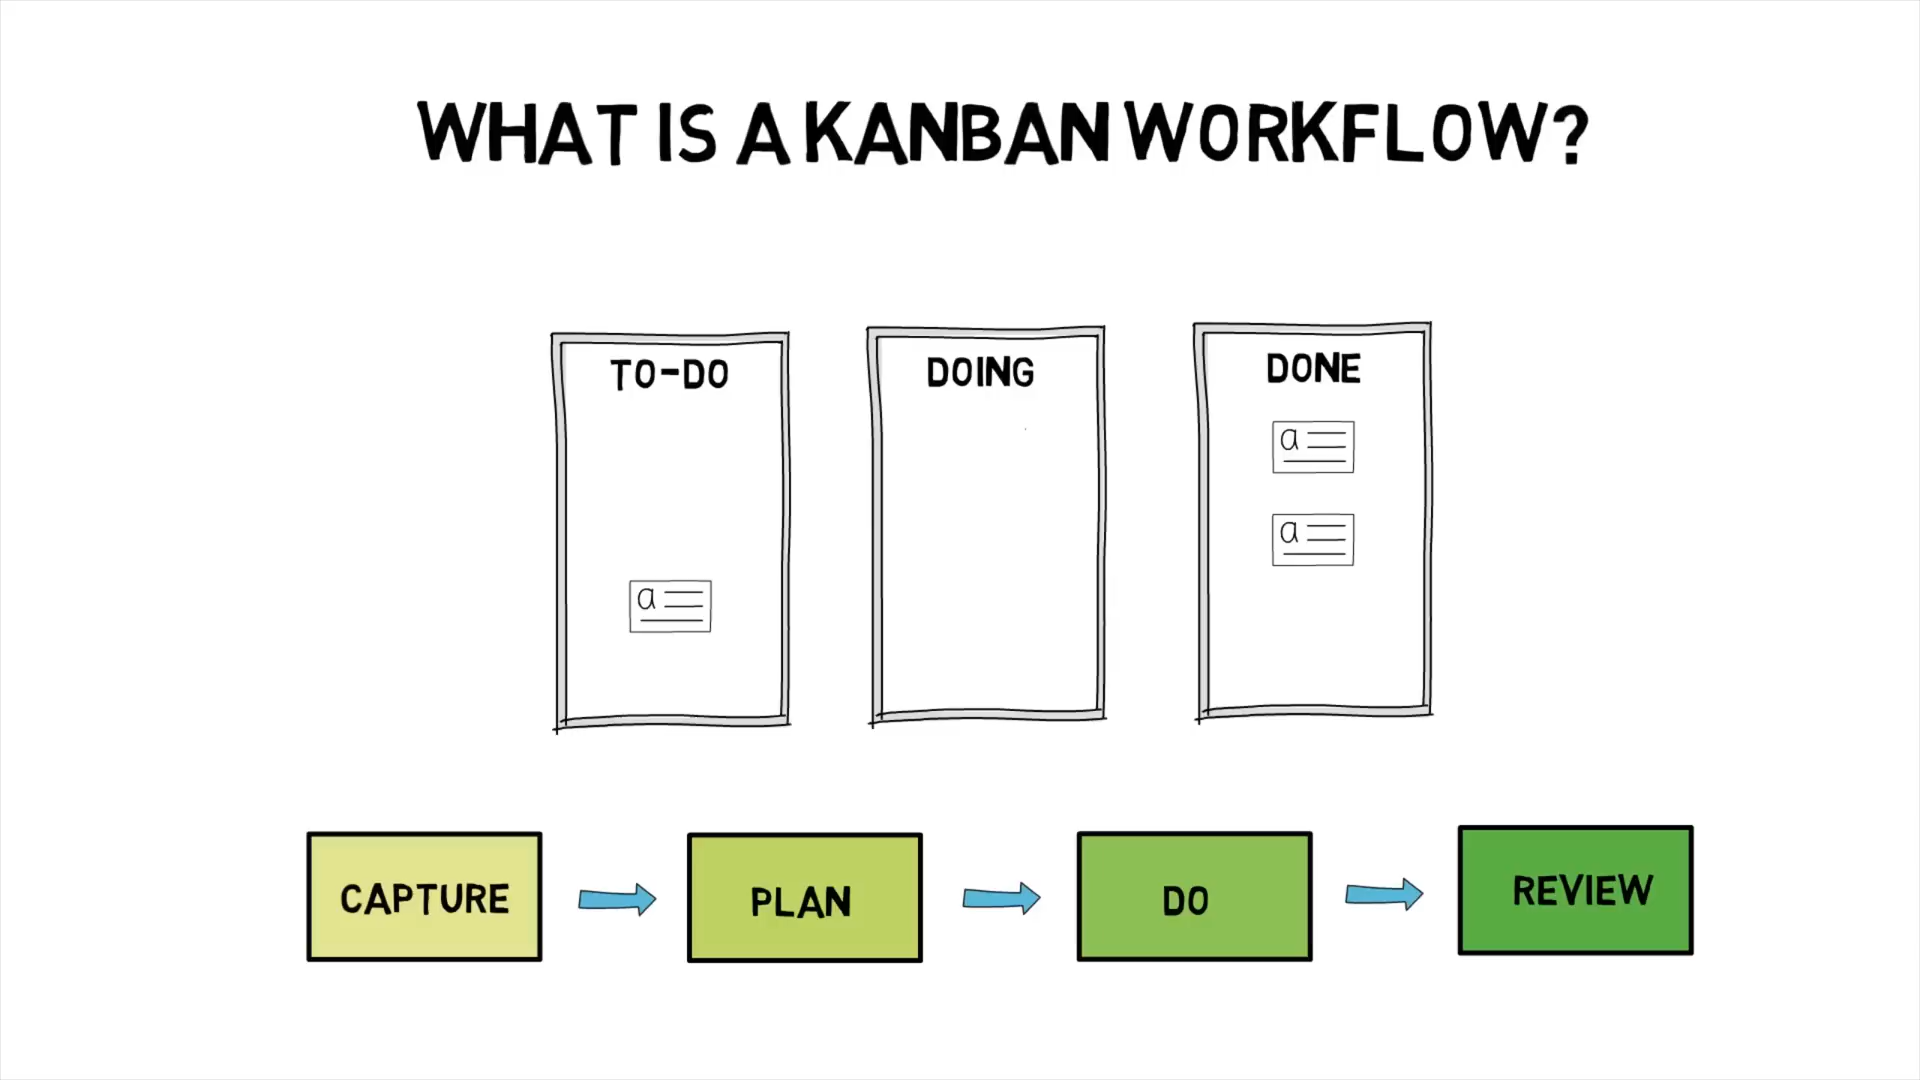 WHAT IS A KANBAN WORKFLOW?
TO-DO
DOING
DONE
a
a
a
CAPTURE
PLAN
DO
REVIEW